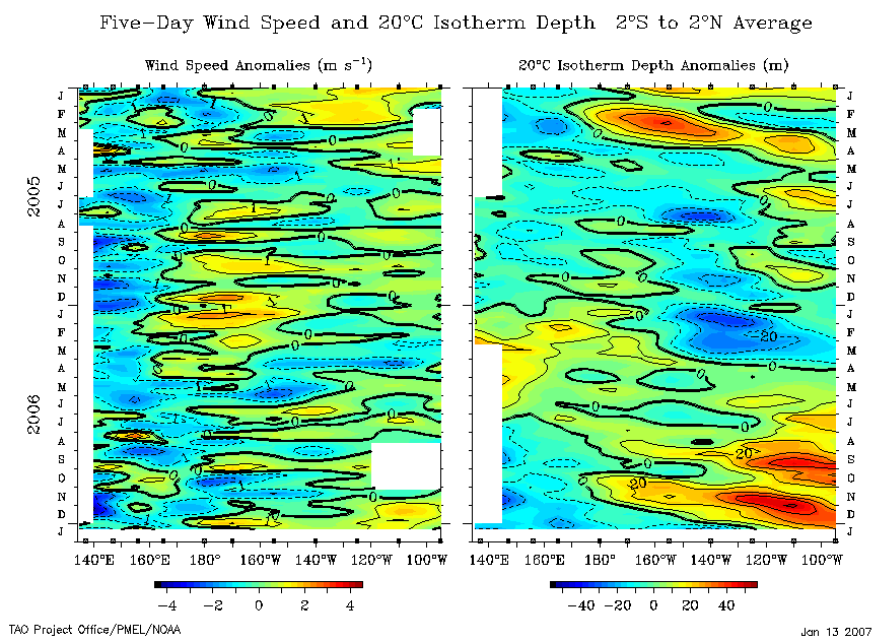 Five-Day Wind Speed and 20°C Isotherm Depth 2°S to 2°N Average
Wind Speed Anomalies (m s⁻¹)
20°C Isotherm Depth Anomalies (m)
2005
2006
J
F
M
A
M
J
J
A
S
O
N
D
J
F
M
A
M
J
J
A
S
O
N
D
J
140°E 160°E 180° 160°W 140°W 120°W 100°W
-4 -2 0 2 4
J
F
M
A
M
J
J
A
S
O
N
D
J
F
M
A
M
J
J
A
S
O
N
D
J
140°E 160°E 180° 160°W 140°W 120°W 100°W
-40 -20 0 20 40
TAO Project Office/PMEL/NOAA
Jan 13 2007